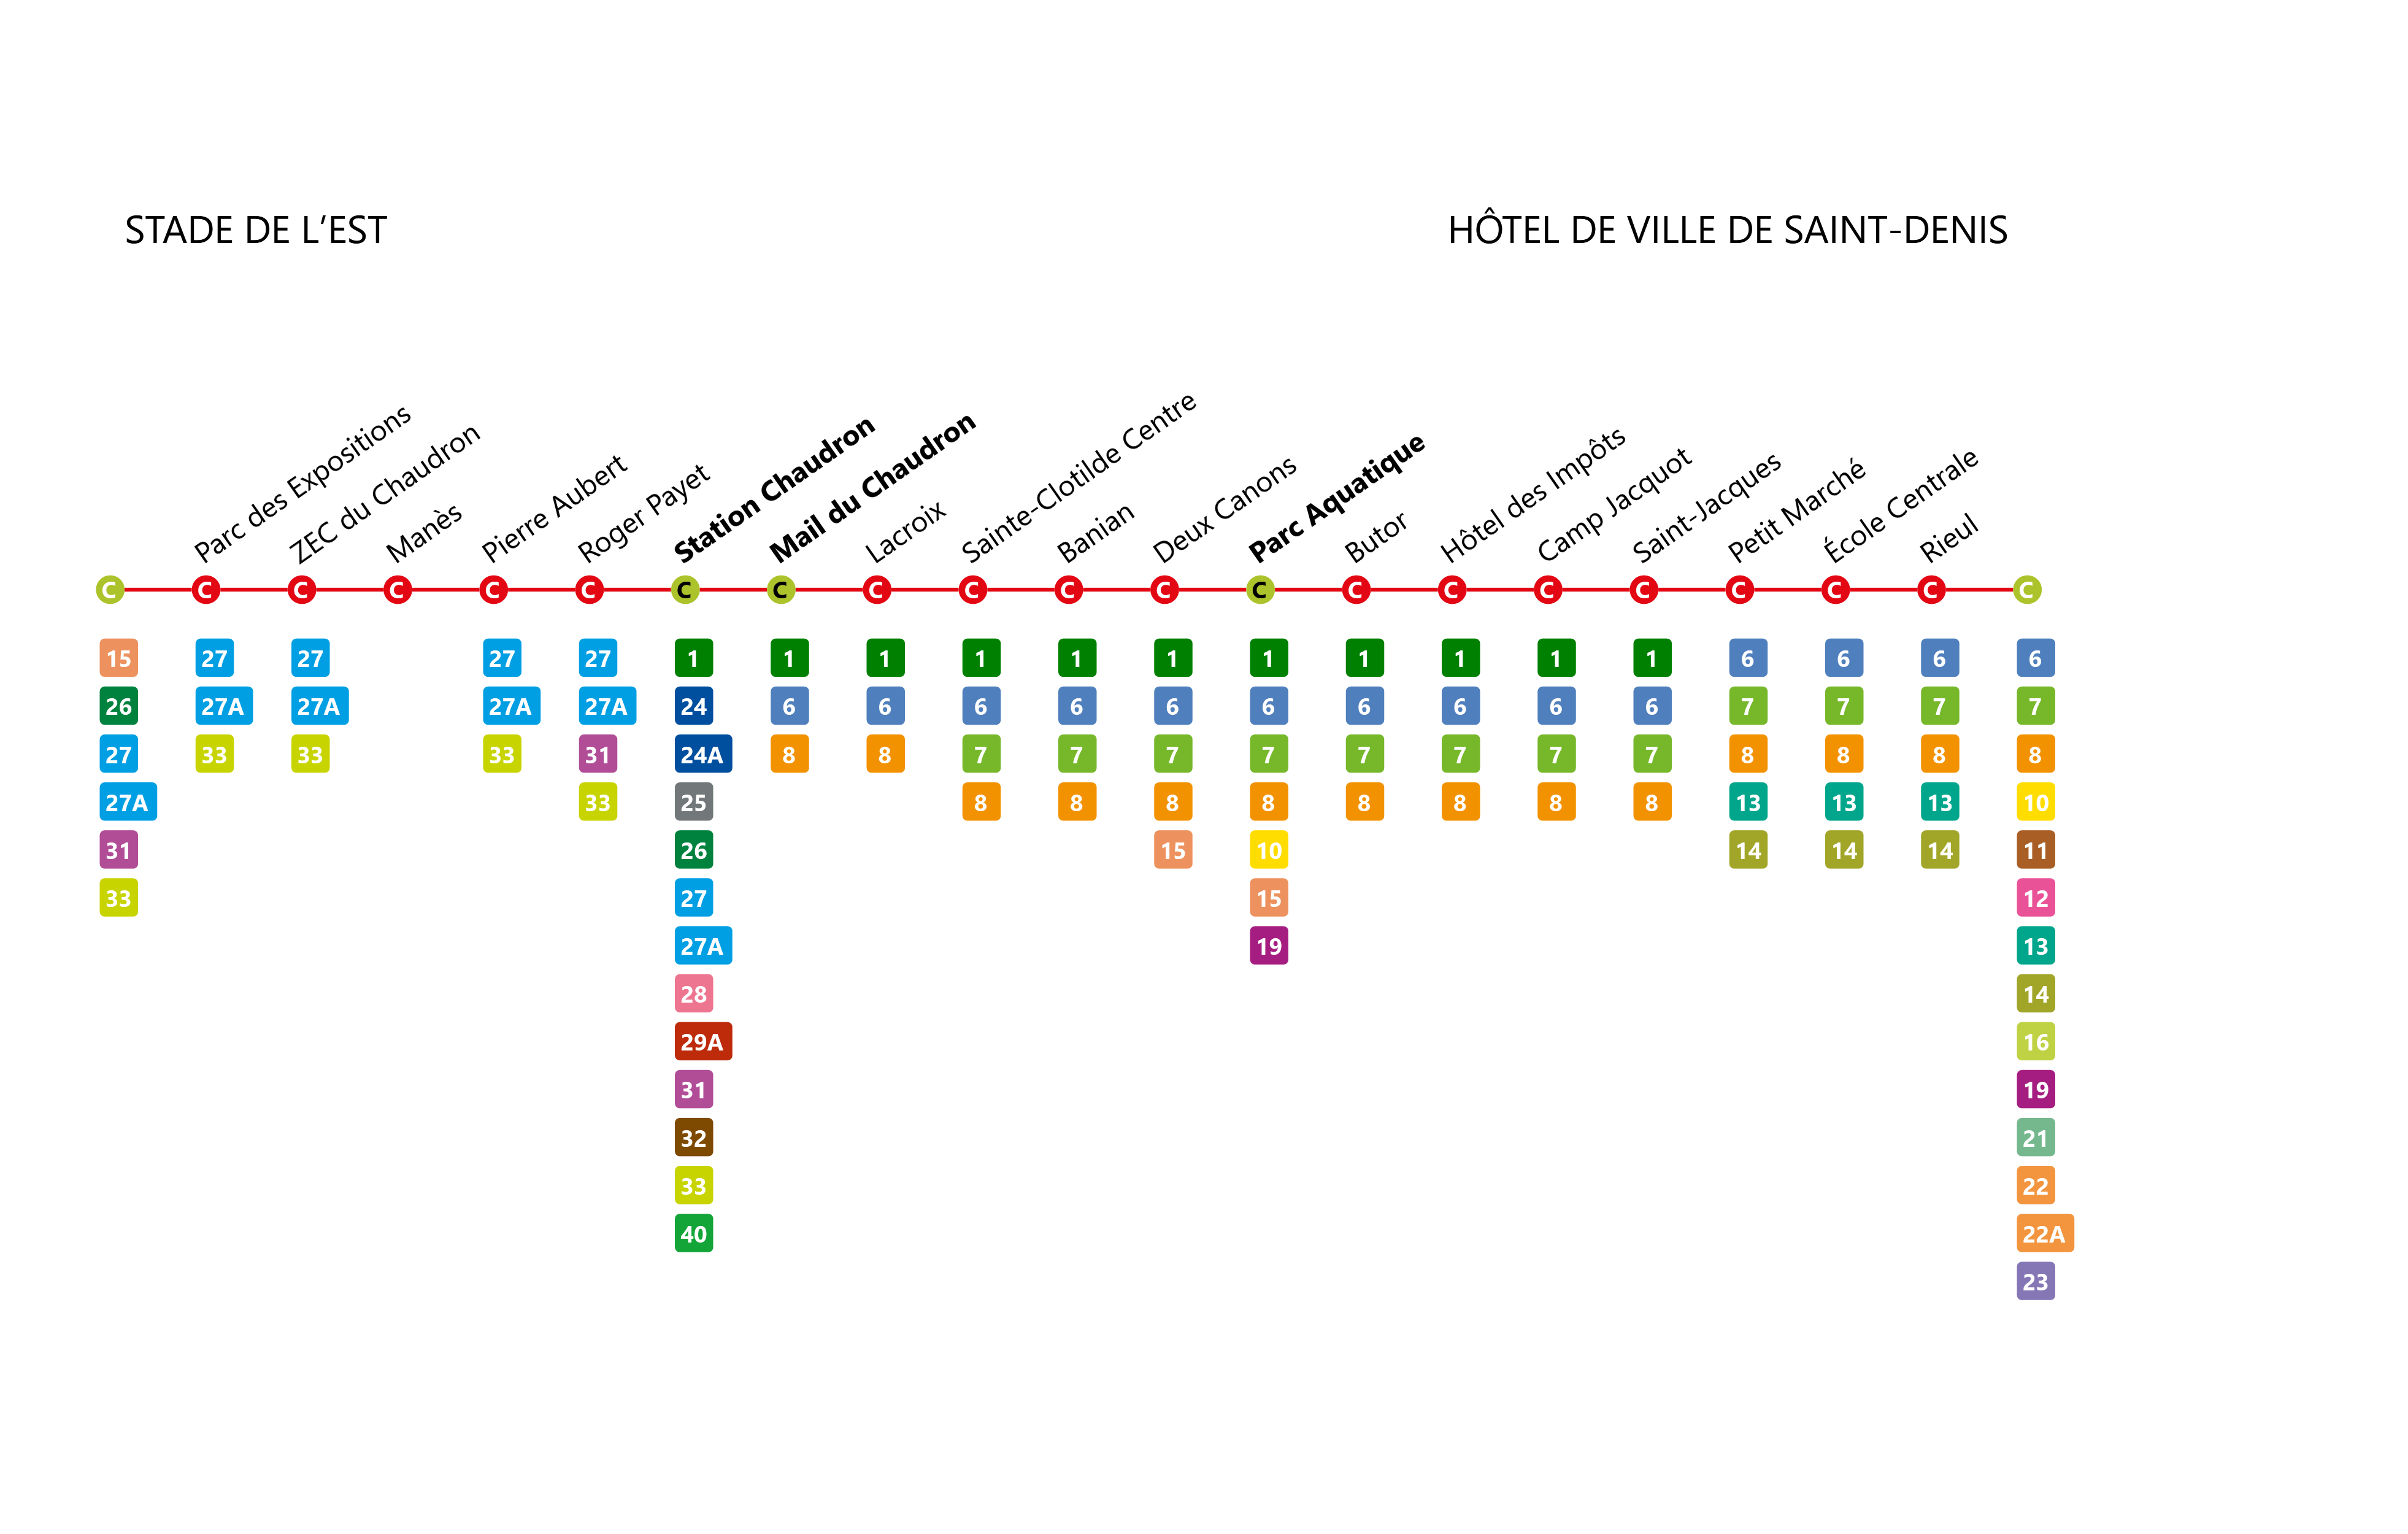 STADE DE L’EST
HÔTEL DE VILLE DE SAINT-DENIS
Parc des Expositions
ZEC du Chaudron
Manès
Pierre Aubert
Roger Payet
Station Chaudron
Mail du Chaudron
Lacroix
Sainte-Clotilde Centre
Banian
Deux Canons
Parc Aquatique
Butor
Hôtel des Impôts
Camp Jacquot
Saint-Jacques
Petit Marché
École Centrale
Rieul
C C C C C C C C C C C C C C C C C C C C C
15 27 27 27 27 1 1 1 1 1 1 1 1 1 1 1 6 6 6 6
26 27A 27A 27A 27A 24 6 6 6 6 6 6 6 6 6 6 7 7 7 7
27 33 33 33 31 24A 8 8 7 7 7 7 7 7 7 7 8 8 8 8
27A 33 25 8 8 8 8 8 8 8 8 13 13 13 10
31 26 15 10 14 14 14 11
33 27 15 12
27A 19 13
28 14
29A 16
31 19
32 21
33 22
40 22A
23